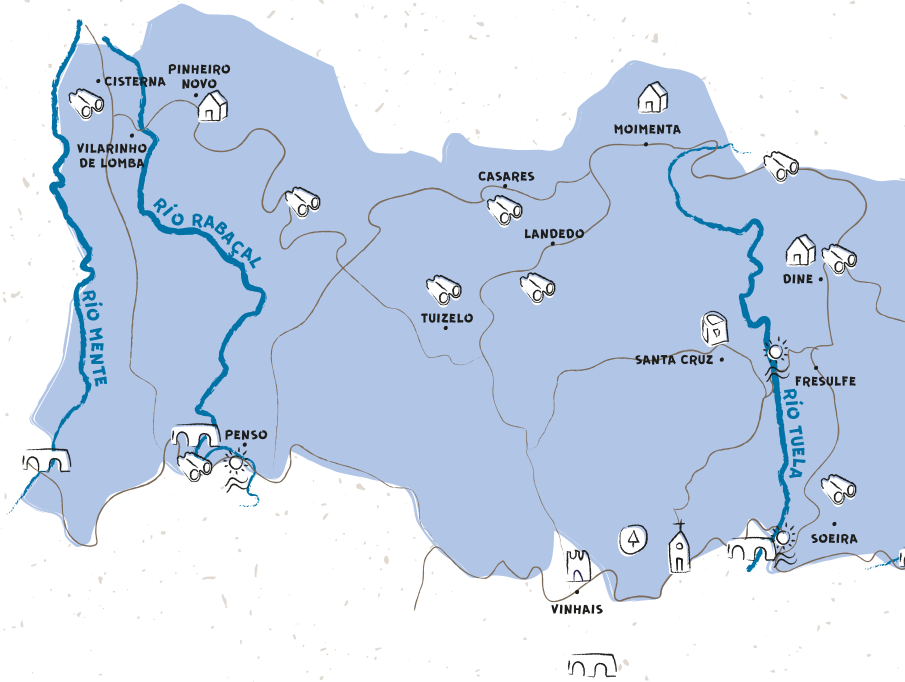 CISTERNA
PINHEIRO
NOVO
MOIMENTA
VILARINHO
DE LOMBA
CASARES
RÍO RABAÇAL
LANDEDO
DINE
RÍO MENTE
TUIZELO
SANTA CRUZ
FRESULFE
RÍO TUELA
PENSO
SOEIRA
VINHAIS